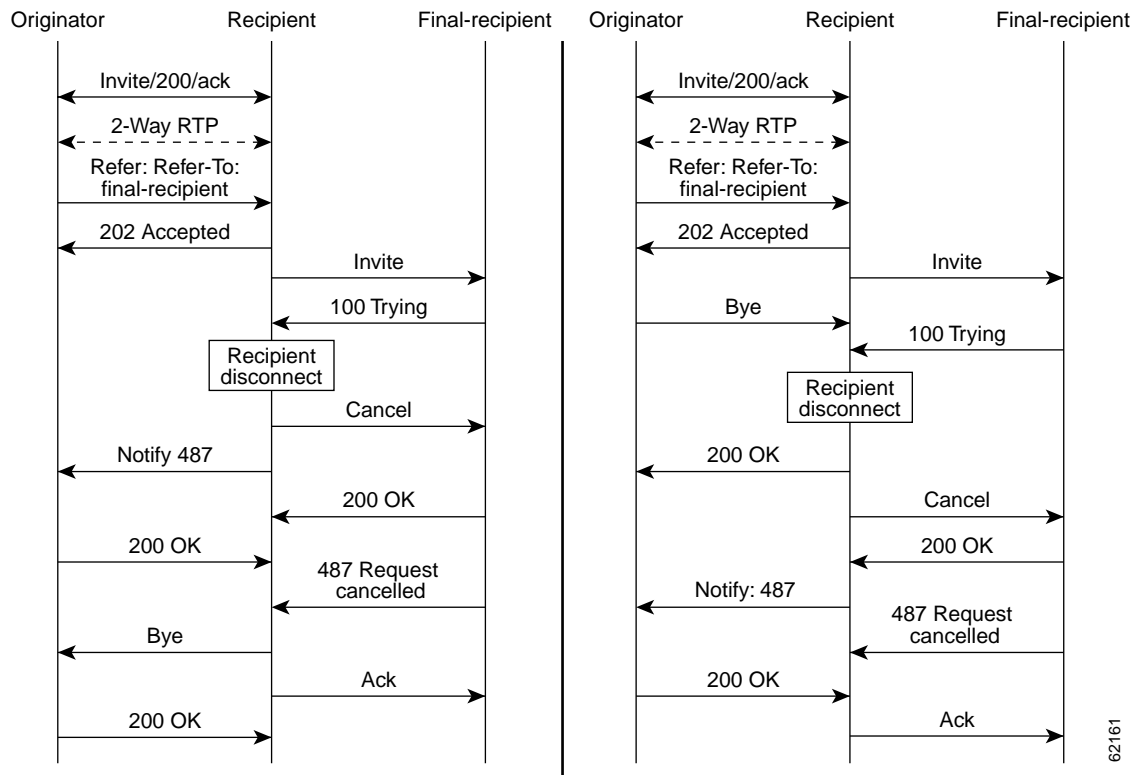 Originator Recipient Final-recipient
Invite/200/ack
2-Way RTP
Refer: Refer-To:
final-recipient
202 Accepted
Invite
100 Trying
Recipient
disconnect
Cancel
Notify 487
200 OK
200 OK
487 Request
cancelled
Bye
Ack
200 OK
Originator Recipient Final-recipient
Invite/200/ack
2-Way RTP
Refer: Refer-To:
final-recipient
202 Accepted
Invite
Bye
100 Trying
Recipient
disconnect
200 OK
Cancel
200 OK
Notify: 487
487 Request
cancelled
200 OK
Ack
62161